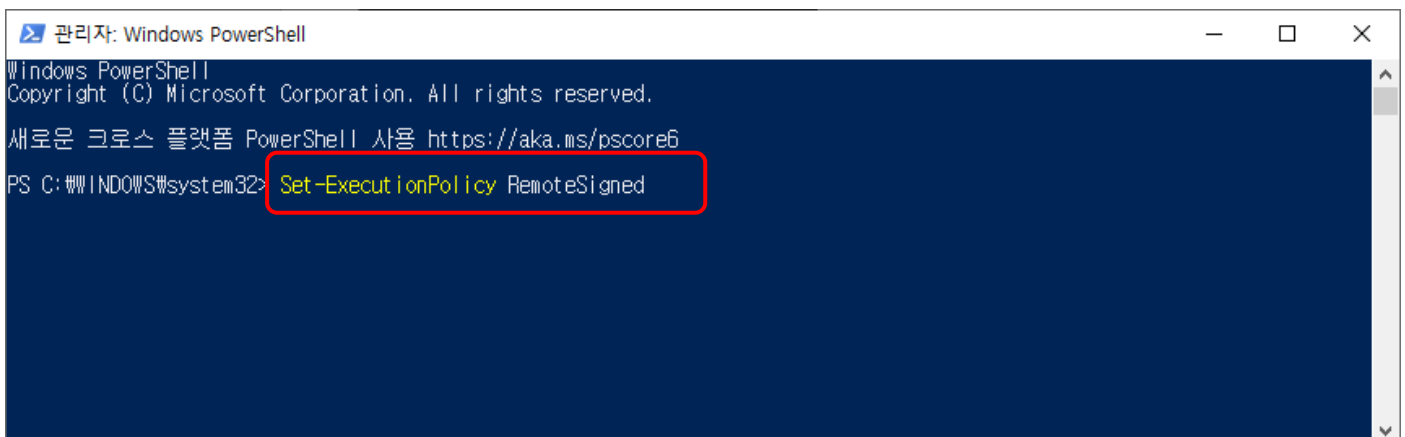 관리자: Windows PowerShell
Windows PowerShell
Copyright (C) Microsoft Corporation. All rights reserved.
새로운 크로스 플랫폼 PowerShell 사용 https://aka.ms/pscore6
PS C:₩WINDOWS₩system32> Set-ExecutionPolicy RemoteSigned